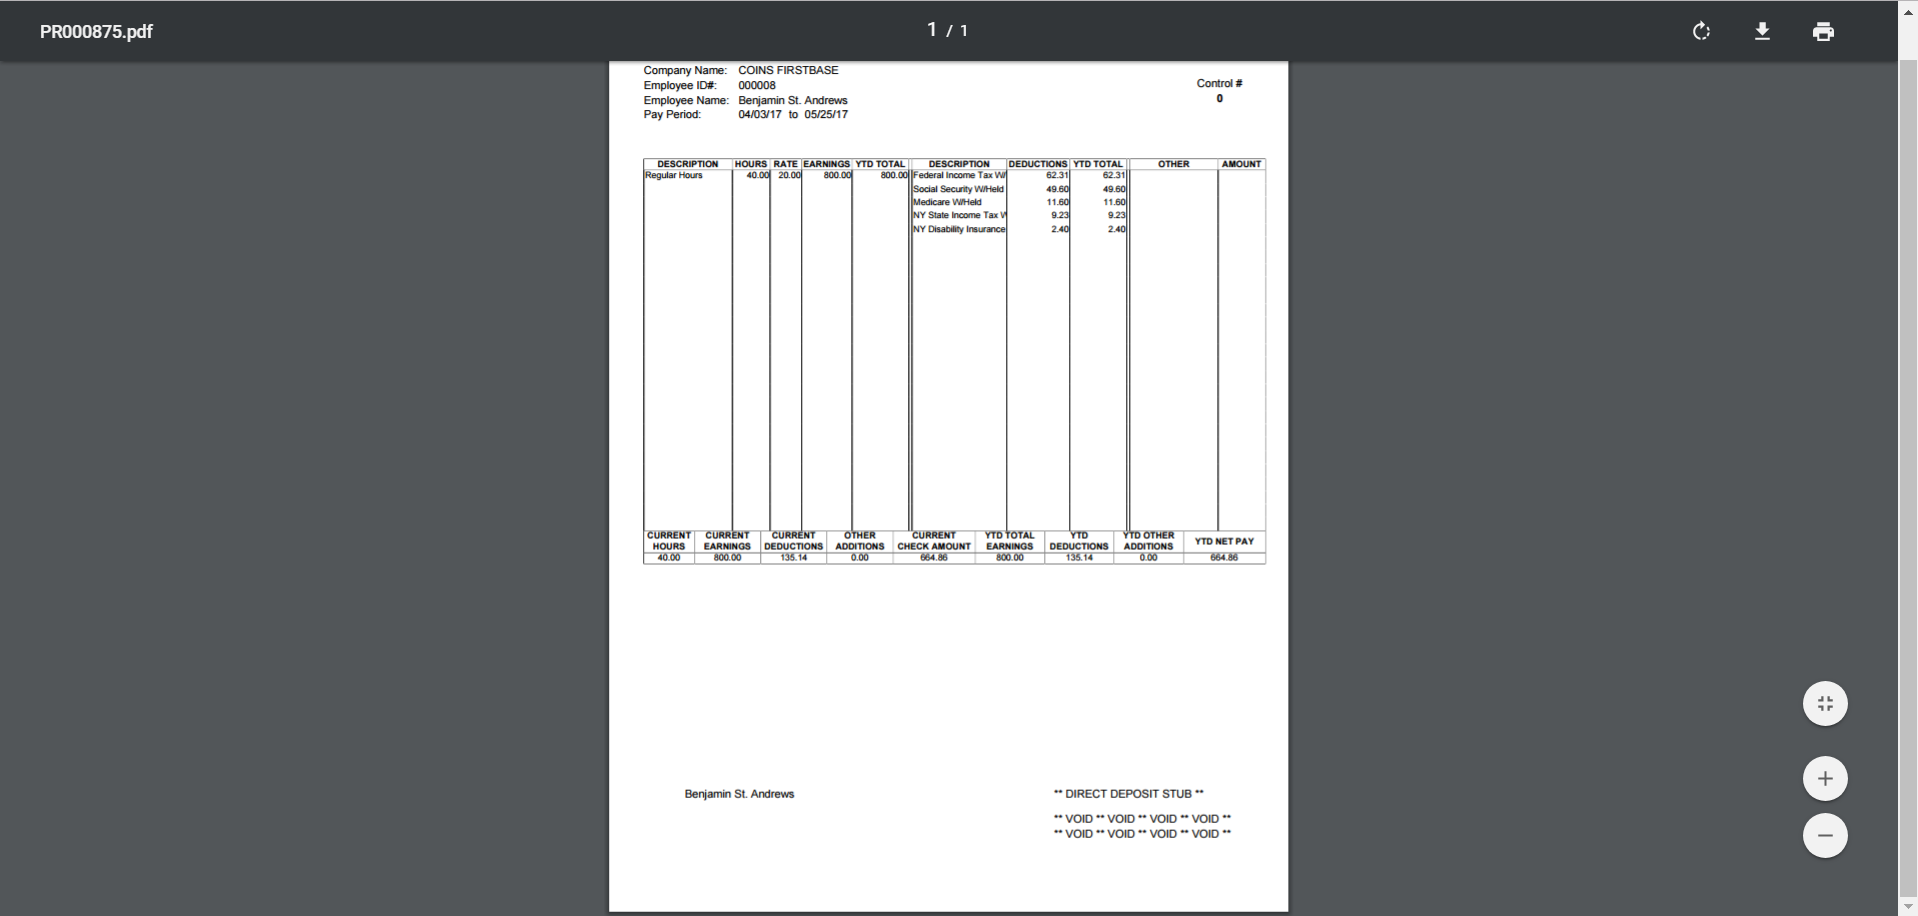 PR000875.pdf
1 / 1
Company Name: COINS FIRSTBASE
Employee ID#: 000008
Employee Name: Benjamin St. Andrews
Pay Period: 04/03/17 to 05/25/17
Control #
0
DESCRIPTION HOURS RATE EARNINGS YTD TOTAL DESCRIPTION DEDUCTIONS YTD TOTAL OTHER AMOUNT
Regular Hours 40.00 20.00 800.00 800.00 Federal Income Tax W/ 62.31 62.31
Social Security W/Held 49.60 49.60
Medicare W/Held 11.60 11.60
NY State Income Tax W 9.23 9.23
NY Disability Insurance 2.40 2.40
CURRENT HOURS CURRENT EARNINGS CURRENT DEDUCTIONS OTHER ADDITIONS CURRENT CHECK AMOUNT YTD TOTAL EARNINGS YTD DEDUCTIONS YTD OTHER ADDITIONS YTD NET PAY
40.00 800.00 135.14 0.00 664.86 800.00 135.14 0.00 664.86
Benjamin St. Andrews
** DIRECT DEPOSIT STUB **
** VOID ** VOID ** VOID ** VOID **
** VOID ** VOID ** VOID ** VOID **